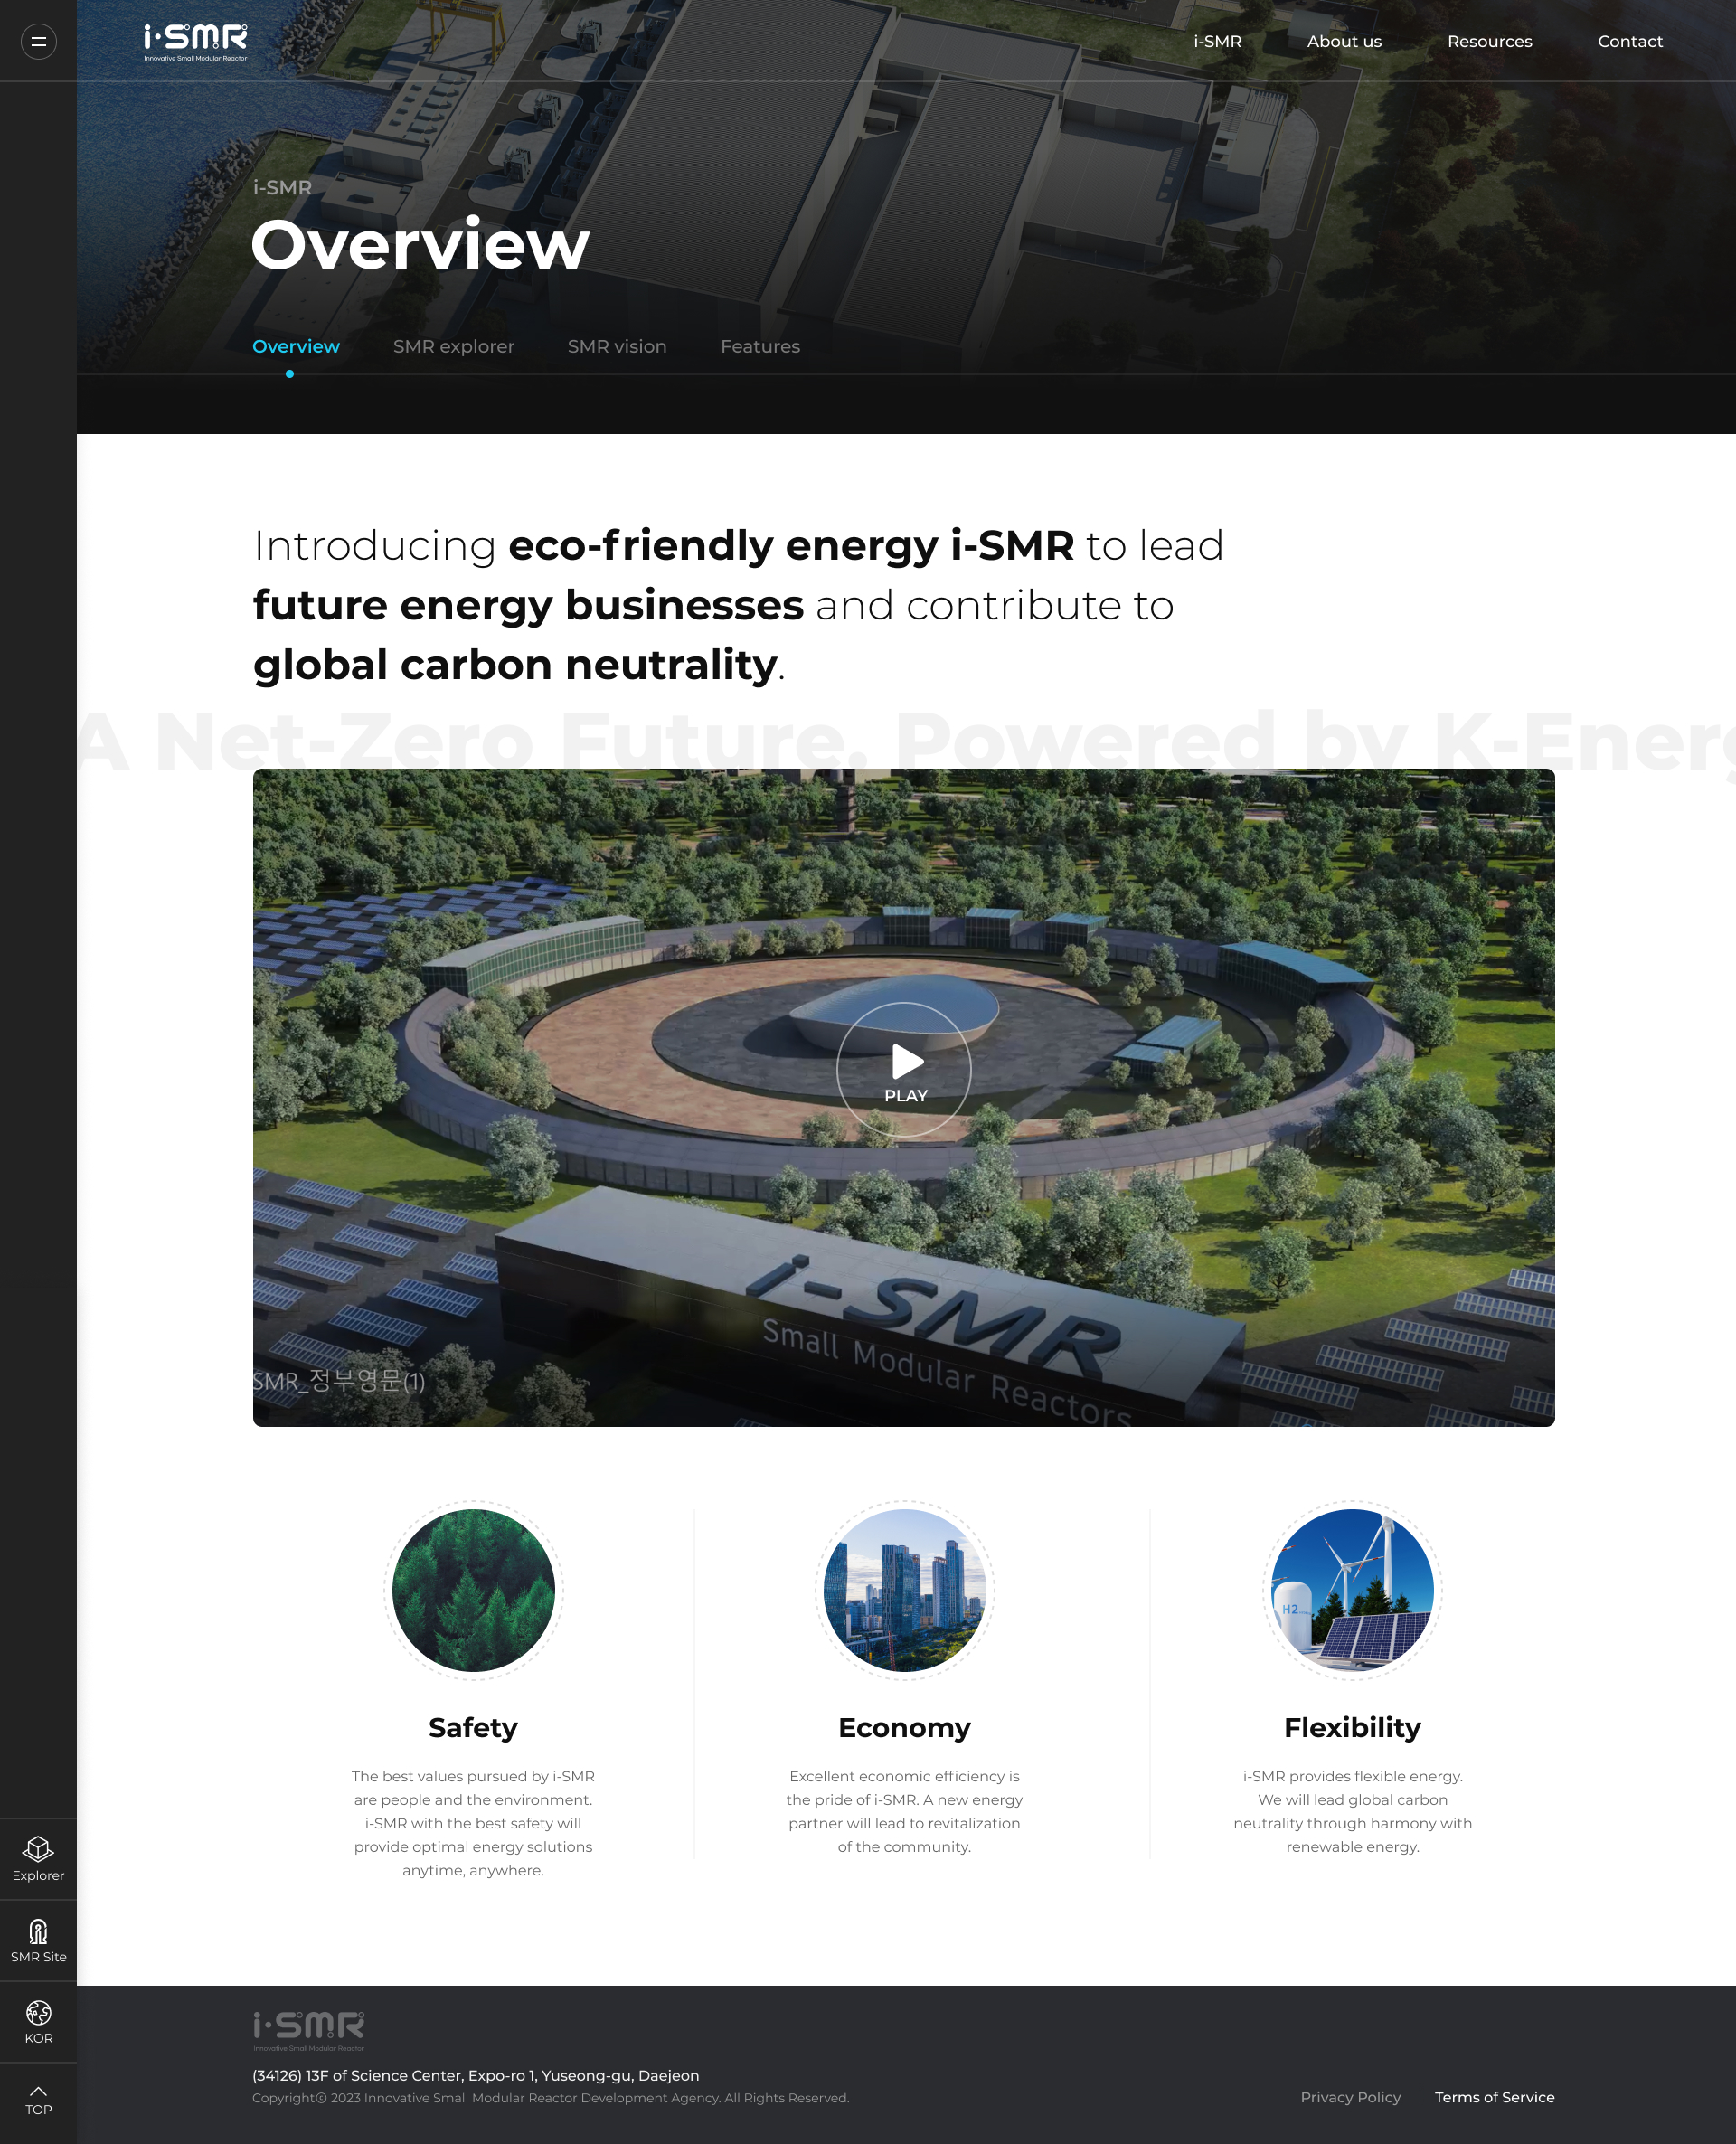 i-SMR
Innovative Small Modular Reactor
i-SMR
About us
Resources
Contact
i-SMR
Overview
Overview
SMR explorer
SMR vision
Features
Introducing eco-friendly energy i-SMR to lead
future energy businesses and contribute to
global carbon neutrality.
A Net-Zero Future. Powered by K-Energ
PLAY
i-SMR
Small Modular Reactors
SMR_정부영문(1)
H2
Safety
The best values pursued by i-SMR
are people and the environment.
i-SMR with the best safety will
provide optimal energy solutions
anytime, anywhere.
Economy
Excellent economic efficiency is
the pride of i-SMR. A new energy
partner will lead to revitalization
of the community.
Flexibility
i-SMR provides flexible energy.
We will lead global carbon
neutrality through harmony with
renewable energy.
Explorer
SMR Site
KOR
TOP
i-SMR
Innovative Small Modular Reactor
(34126) 13F of Science Center, Expo-ro 1, Yuseong-gu, Daejeon
Copyright© 2023 Innovative Small Modular Reactor Development Agency. All Rights Reserved.
Privacy Policy
Terms of Service